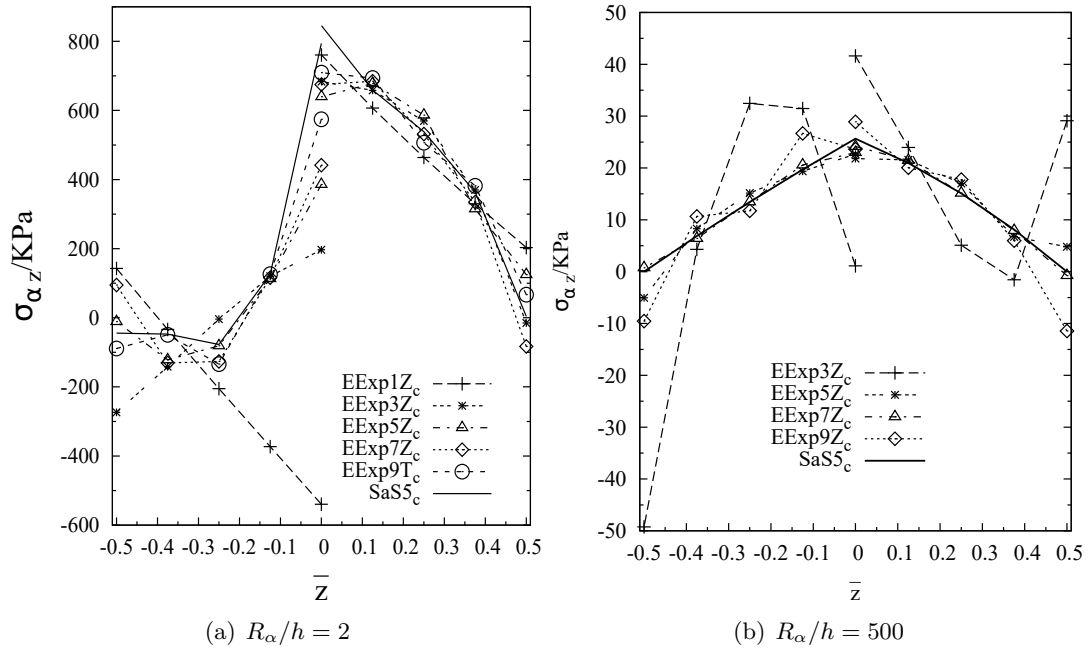 800
600
400
200
0
-200
-400
-600
-0.5 -0.4 -0.3 -0.2 -0.1 0 0.1 0.2 0.3 0.4 0.5
σα z/KPa
z̅
EExp1Zc
EExp3Zc
EExp5Zc
EExp7Zc
EExp9Tc
SaS5c
(a) Rα/h = 2
50
40
30
20
10
0
-10
-20
-30
-40
-50
-0.5 -0.4 -0.3 -0.2 -0.1 0 0.1 0.2 0.3 0.4 0.5
σα z/KPa
z̅
EExp3Zc
EExp5Zc
EExp7Zc
EExp9Zc
SaS5c
(b) Rα/h = 500